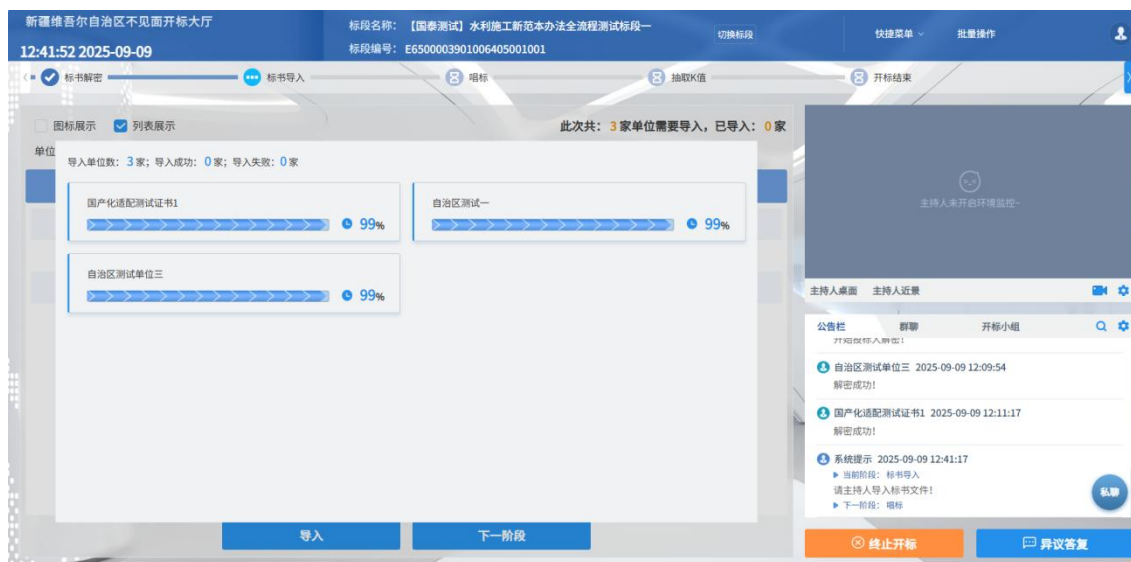 新疆维吾尔自治区不见面开标大厅
标段名称: 【国泰测试】水利施工新范本办法全流程测试标段一
切换标段
快捷菜单
批量操作
12:41:52 2025-09-09
标段编号: E6500003901006405001001
标书解密
标书导入
唱标
抽取K值
开标结束
图标展示
列表展示
此次共: 3 家单位需要导入, 已导入: 0 家
单位
导入单位数: 3 家; 导入成功: 0 家; 导入失败: 0 家
国产化适配测试证书1
99%
自治区测试一
99%
自治区测试单位三
99%
导入
下一阶段
主持人未开启环境监控~
主持人桌面
主持人近景
公告栏
群聊
开标小组
开始投标人解密!
自治区测试单位三 2025-09-09 12:09:54
解密成功!
国产化适配测试证书1 2025-09-09 12:11:17
解密成功!
系统提示 2025-09-09 12:41:17
当前阶段: 标书导入
请主持人导入标书文件!
下一阶段: 唱标
私聊
终止开标
异议答复